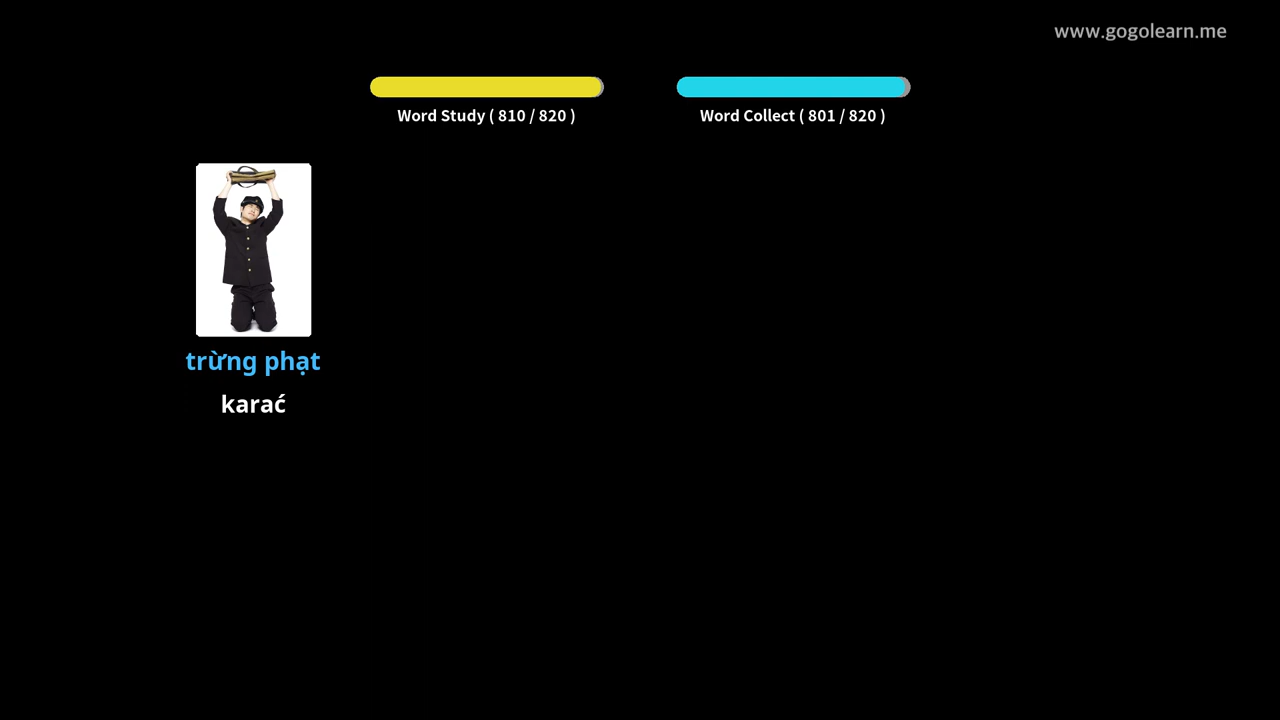 www.gogolearn.me
Word Study ( 810 / 820 )
Word Collect ( 801 / 820 )
trừng phạt
karać